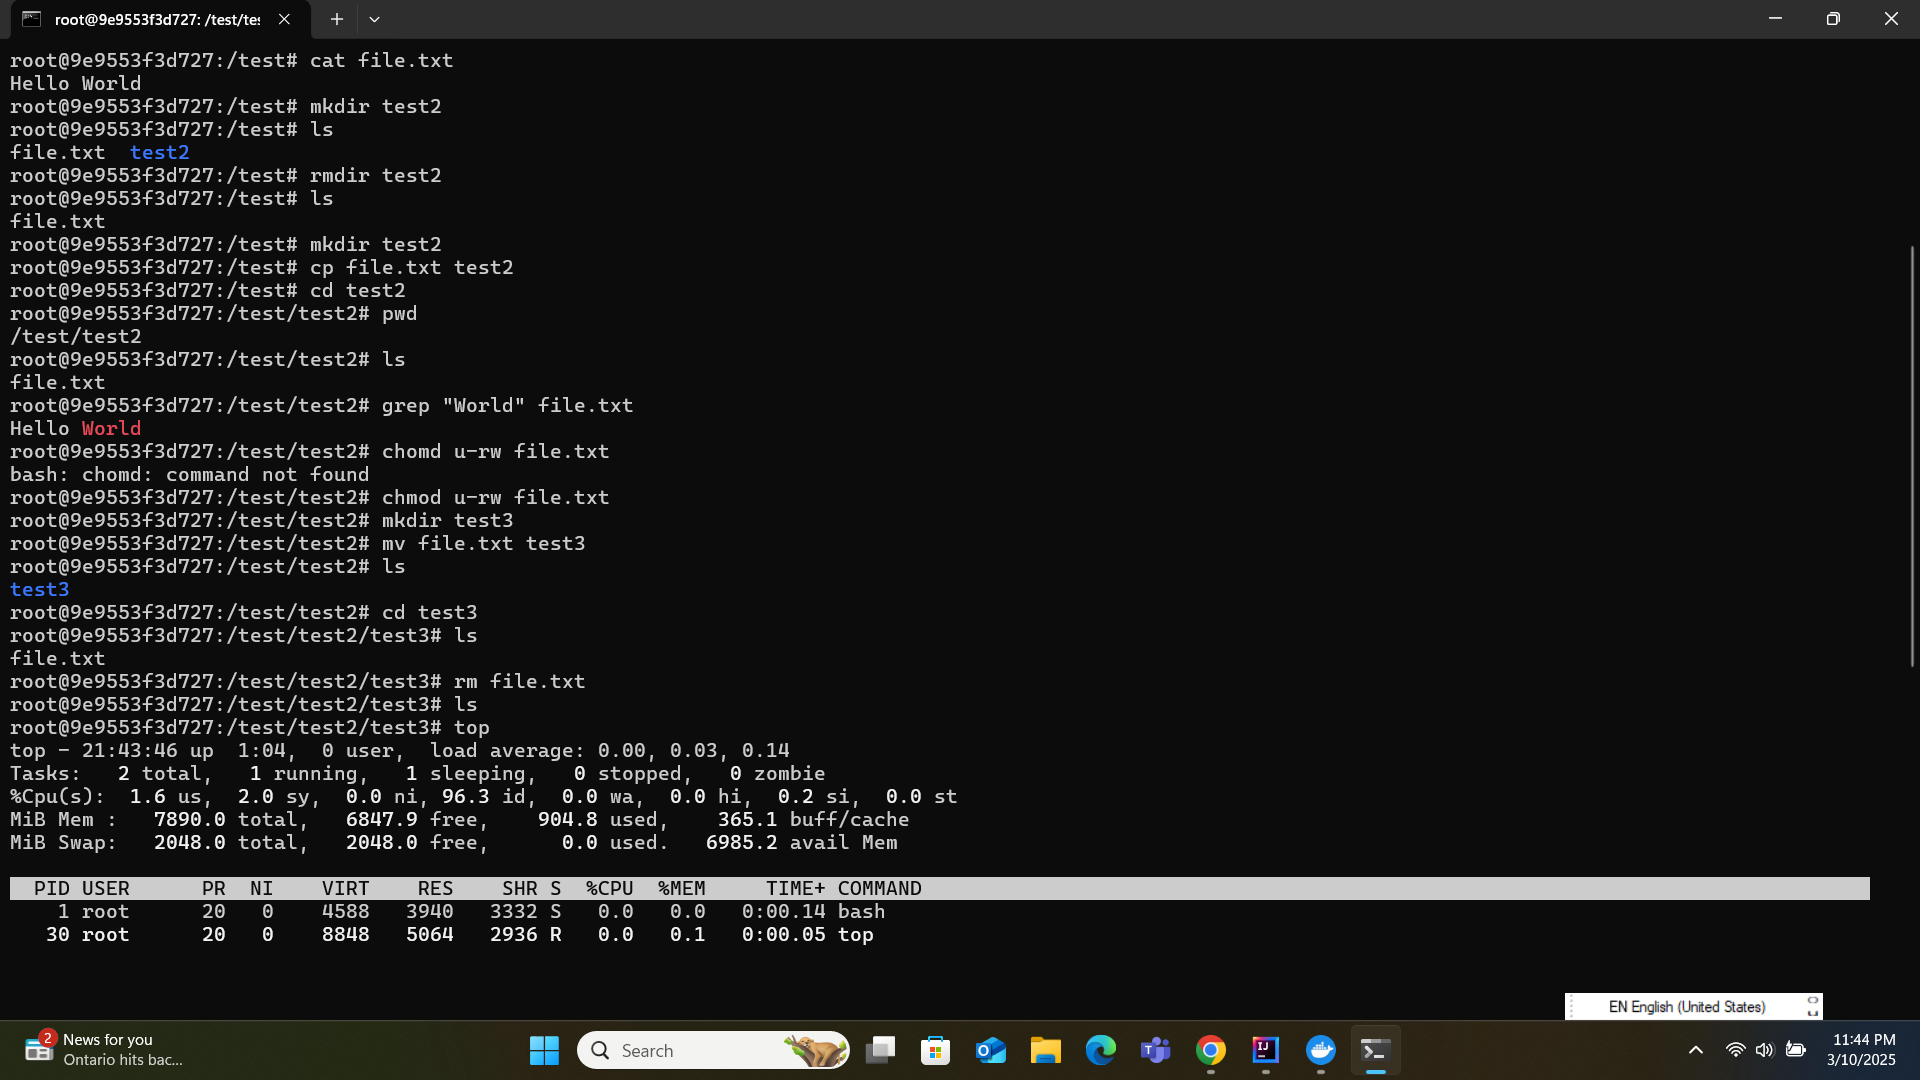 root@9e9553f3d727: /test/tes
root@9e9553f3d727:/test# cat file.txt
Hello World
root@9e9553f3d727:/test# mkdir test2
root@9e9553f3d727:/test# ls
file.txt  test2
root@9e9553f3d727:/test# rmdir test2
root@9e9553f3d727:/test# ls
file.txt
root@9e9553f3d727:/test# mkdir test2
root@9e9553f3d727:/test# cp file.txt test2
root@9e9553f3d727:/test# cd test2
root@9e9553f3d727:/test/test2# pwd
/test/test2
root@9e9553f3d727:/test/test2# ls
file.txt
root@9e9553f3d727:/test/test2# grep "World" file.txt
Hello World
root@9e9553f3d727:/test/test2# chomd u-rw file.txt
bash: chomd: command not found
root@9e9553f3d727:/test/test2# chmod u-rw file.txt
root@9e9553f3d727:/test/test2# mkdir test3
root@9e9553f3d727:/test/test2# mv file.txt test3
root@9e9553f3d727:/test/test2# ls
test3
root@9e9553f3d727:/test/test2# cd test3
root@9e9553f3d727:/test/test2/test3# ls
file.txt
root@9e9553f3d727:/test/test2/test3# rm file.txt
root@9e9553f3d727:/test/test2/test3# ls
root@9e9553f3d727:/test/test2/test3# top
top - 21:43:46 up  1:04,  0 user,  load average: 0.00, 0.03, 0.14
Tasks:   2 total,   1 running,   1 sleeping,   0 stopped,   0 zombie
%Cpu(s):  1.6 us,  2.0 sy,  0.0 ni, 96.3 id,  0.0 wa,  0.0 hi,  0.2 si,  0.0 st
MiB Mem :   7890.0 total,   6847.9 free,    904.8 used,    365.1 buff/cache
MiB Swap:   2048.0 total,   2048.0 free,      0.0 used.   6985.2 avail Mem
  PID USER      PR  NI    VIRT    RES    SHR S  %CPU  %MEM     TIME+ COMMAND
    1 root      20   0    4588   3940   3332 S   0.0   0.0   0:00.14 bash
   30 root      20   0    8848   5064   2936 R   0.0   0.1   0:00.05 top
EN English (United States)
2
News for you
Ontario hits bac...
Search
11:44 PM
3/10/2025